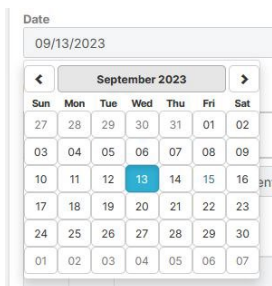 Date
09/13/2023
September 2023
Sun Mon Tue Wed Thu Fri Sat
27 28 29 30 31 01 02
03 04 05 06 07 08 09
10 11 12 13 14 15 16
17 18 19 20 21 22 23
24 25 26 27 28 29 30
01 02 03 04 05 06 07